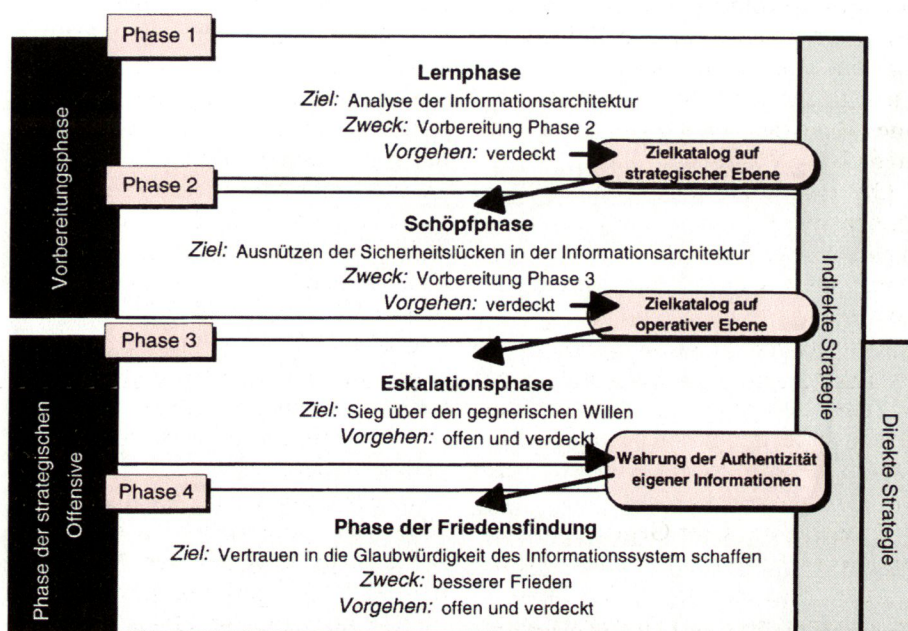 Phase 1
Lernphase
Ziel: Analyse der Informationsarchitektur
Zweck: Vorbereitung Phase 2
Vorgehen: verdeckt
Zielkatalog auf
strategischer Ebene
Vorbereitungsphase
Phase 2
Schöpfphase
Ziel: Ausnützen der Sicherheitslücken in der Informationsarchitektur
Zweck: Vorbereitung Phase 3
Vorgehen: verdeckt
Zielkatalog auf
operativer Ebene
Indirekte Strategie
Phase 3
Eskalationsphase
Ziel: Sieg über den gegnerischen Willen
Vorgehen: offen und verdeckt
Wahrung der Authentizität
eigener Informationen
Phase der strategischen
Offensive
Direkte Strategie
Phase 4
Phase der Friedensfindung
Ziel: Vertrauen in die Glaubwürdigkeit des Informationssystem schaffen
Zweck: besserer Frieden
Vorgehen: offen und verdeckt